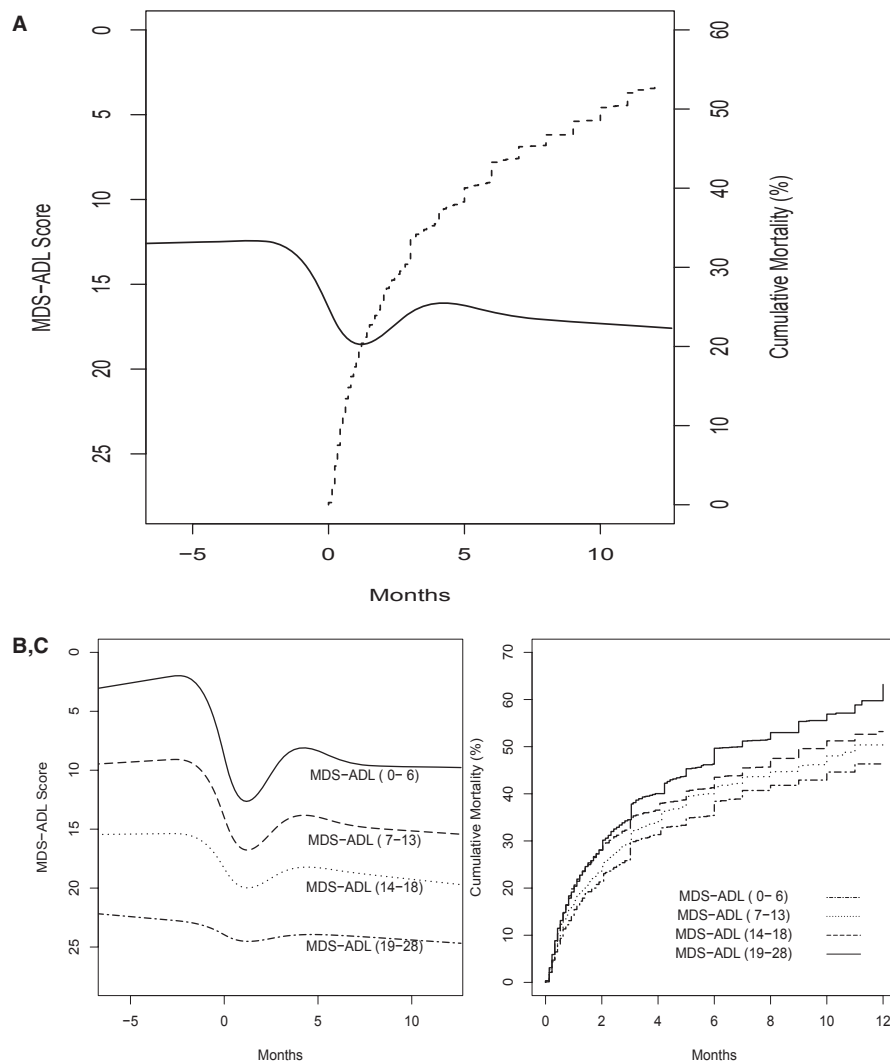 A
0
5
10
15
20
25
MDS−ADL Score
60
50
40
30
20
10
0
Cumulative Mortality (%)
−5
0
5
10
Months
B,C
0
5
10
15
20
25
MDS−ADL Score
MDS−ADL ( 0− 6)
MDS−ADL ( 7−13)
MDS−ADL (14−18)
MDS−ADL (19−28)
−5
0
5
10
Months
70
60
50
40
30
20
10
0
Cumulative Mortality (%)
MDS−ADL ( 0− 6)
MDS−ADL ( 7−13)
MDS−ADL (14−18)
MDS−ADL (19−28)
0
2
4
6
8
10
12
Months